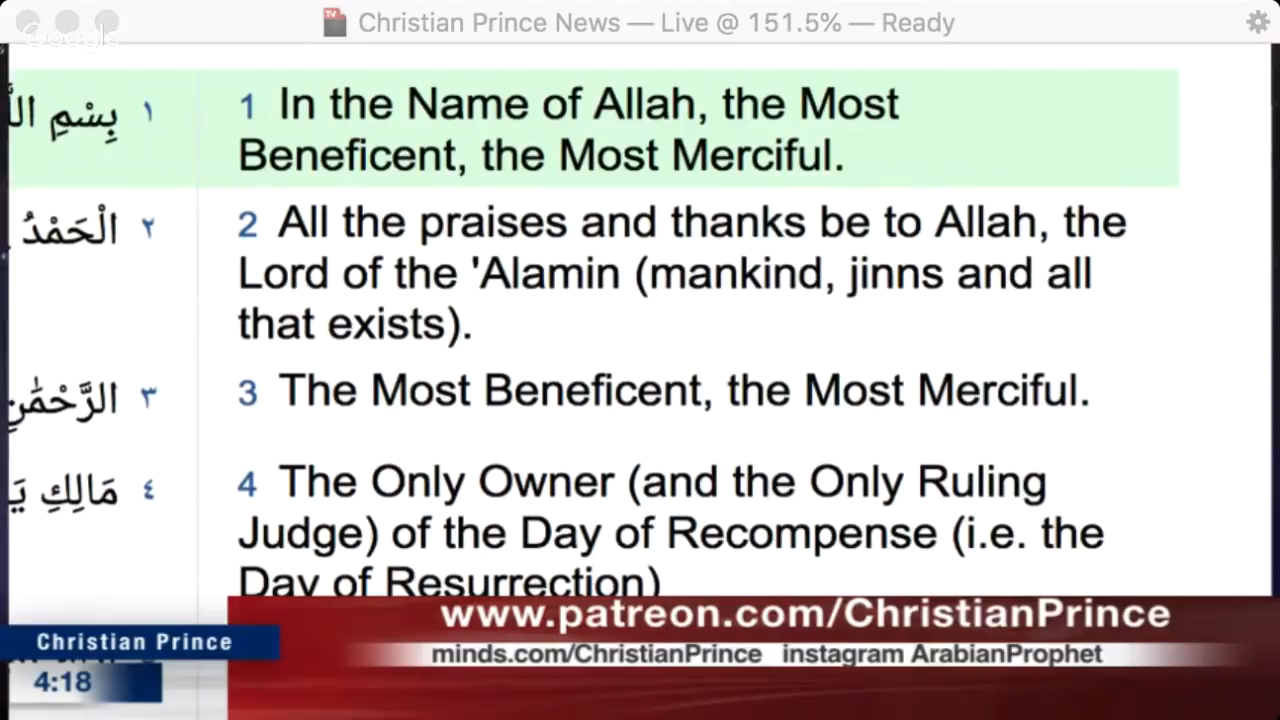 Christian Prince News — Live @ 151.5% — Ready
Google
١ بِسْمِ
1 In the Name of Allah, the Most
Beneficent, the Most Merciful.
٢ الْحَمْدُ
2 All the praises and thanks be to Allah, the
Lord of the 'Alamin (mankind, jinns and all
that exists).
٣ الرَّحْمَٰنِ
3 The Most Beneficent, the Most Merciful.
٤ مَالِكِ
4 The Only Owner (and the Only Ruling
Judge) of the Day of Recompense (i.e. the
Day of Resurrection)
www.patreon.com/ChristianPrince
Christian Prince
minds.com/ChristianPrince instagram ArabianProphet
4:18